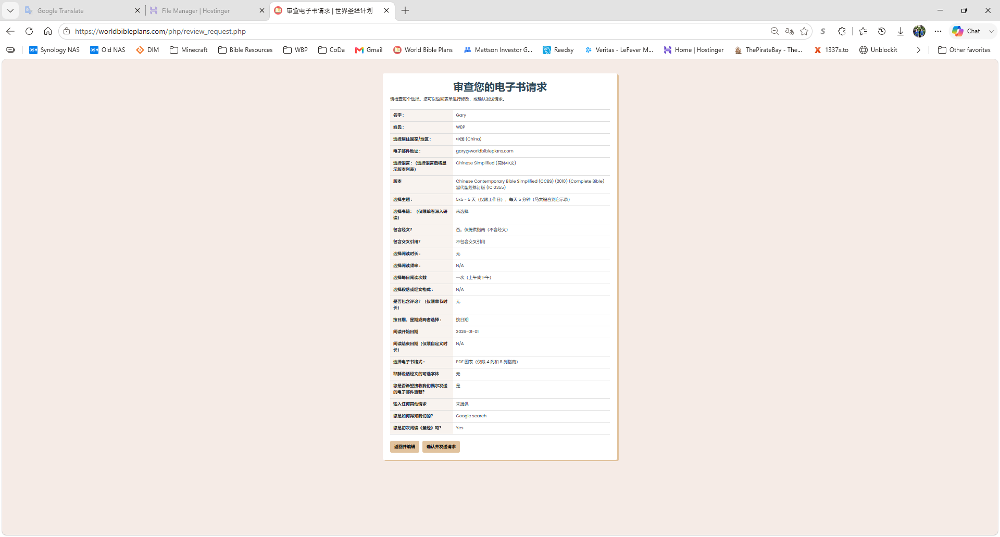 Google Translate
File Manager | Hostinger
审查电子书请求 | 世界圣经计划
https://worldbibleplans.com/php/review_request.php
Chat
Synology NAS
Old NAS
DIM
Minecraft
Bible Resources
WBP
CoDa
Gmail
World Bible Plans
Mattson Investor G...
Reedsy
Veritas - LeFever M...
Home | Hostinger
ThePirateBay - The...
1337x.to
Unblockit
Other favorites
审查您的电子书请求
请检查每个选择。您可以返回表单进行修改，或确认发送请求。
名字： Gary
姓氏： WBP
选择居住国家/地区： 中国 (China)
电子邮件地址： gary@worldbibleplans.com
选择语言：（选择语言后将显 Chinese Simplified (简体中文)
示版本列表）
版本 Chinese Contemporary Bible Simplified (CCBS) (2010) (Complete Bible)
當代聖經修訂版 (IC 0355)
选择主题： 5x5 - 5 天（仅限工作日），每天 5 分钟（马太福音到启示录）
选择书籍：（仅限单卷深入研 未选择
读）
包含经文？ 否。仅提供指南（不含经文）
包含交叉引用？ 不包含交叉引用
选择阅读时长： 无
选择阅读频率： N/A
选择每日阅读次数 一次（上午或下午）
选择段落或经文格式： N/A
是否包含评论？（仅限章节时 无
长）
按日期、星期或两者选择： 按日期
阅读开始日期 2026-01-01
阅读结束日期（仅限自定义时 N/A
长）
选择电子书格式： PDF 图表（仅限 4 列和 8 列指南）
耶稣说话经文的可选字体 无
您是否希望接收我们偶尔发送 是
的电子邮件更新？
输入任何其他请求 未提供
您是如何得知我们的？ Google search
您是初次阅读《圣经》吗？ Yes
返回并编辑 确认并发送请求